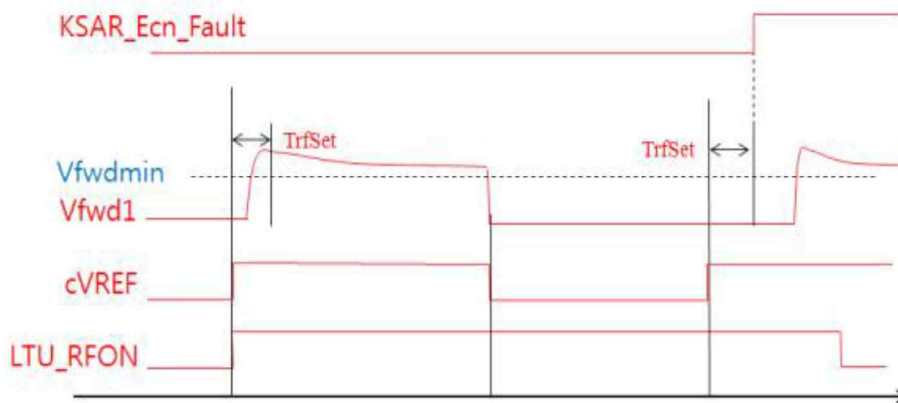 KSAR_Ecn_Fault
TrfSet
TrfSet
Vfwdmin
Vfwd1
cVREF
LTU_RFON